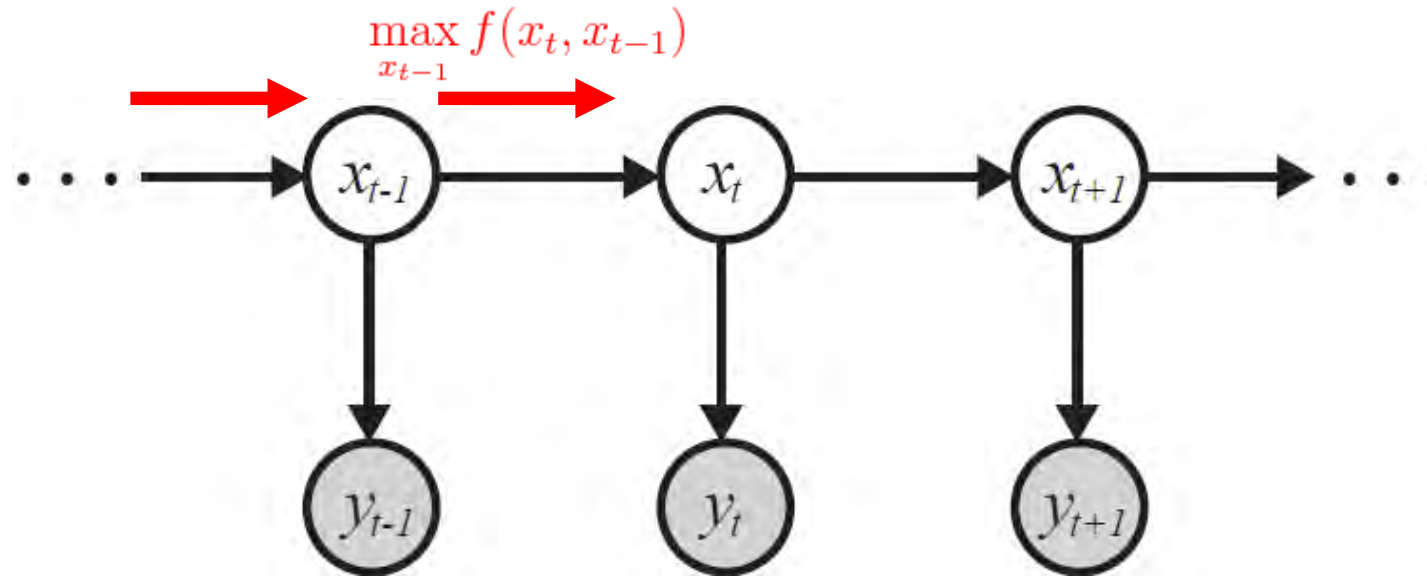 max f(x_t, x_{t-1})
x_{t-1}
. . . x_{t-1} x_t x_{t+1} . .
y_{t-1} y_t y_{t+1}